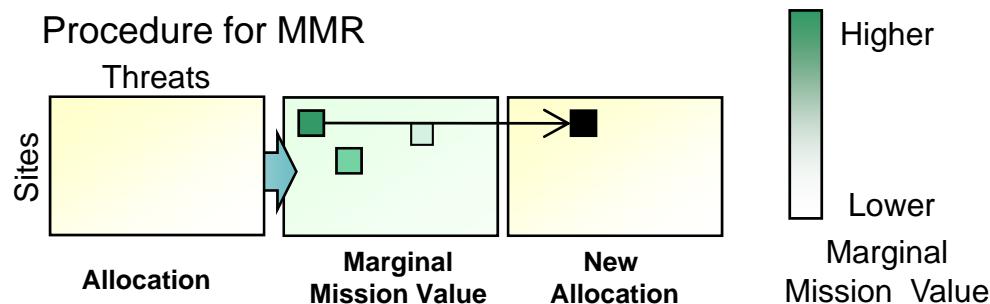 Procedure for MMR
Threats
Sites
Allocation
Marginal
Mission Value
New
Allocation
Higher
Lower
Marginal
Mission Value